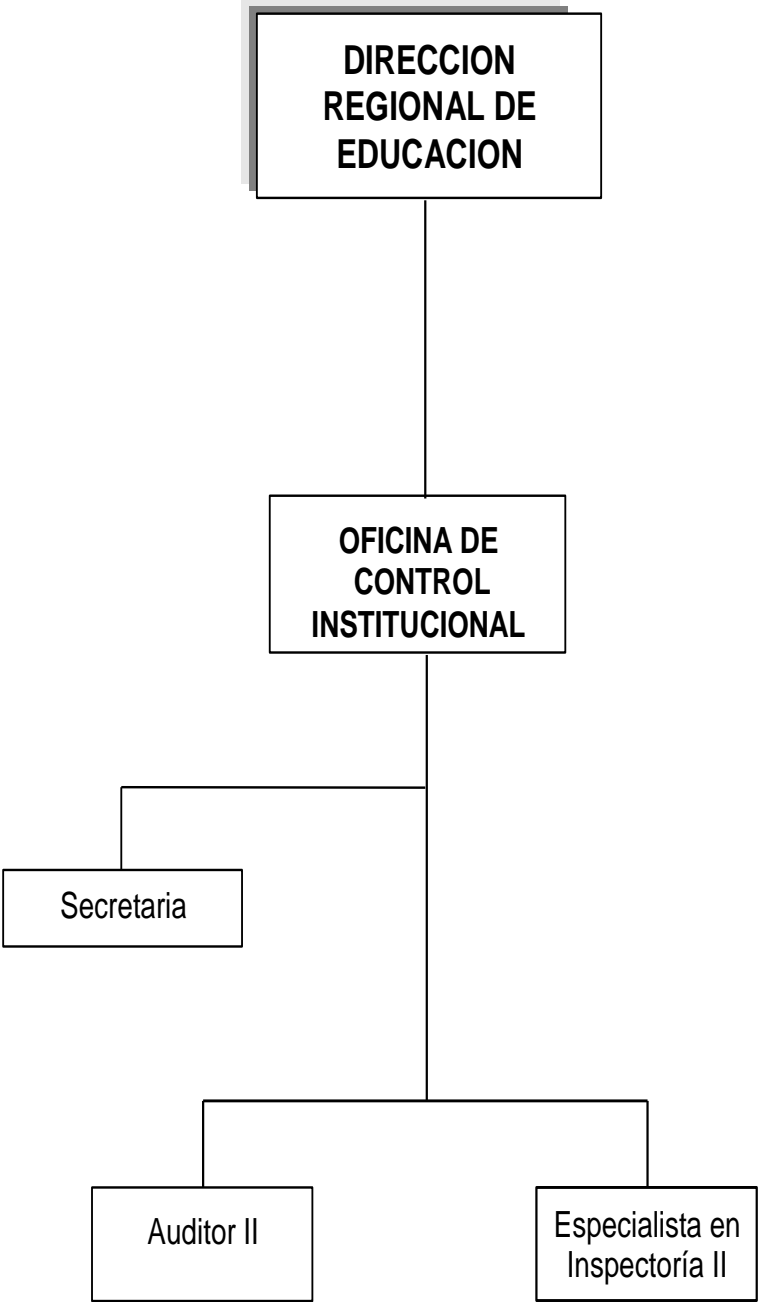 DIRECCION
REGIONAL DE
EDUCACION
OFICINA DE
CONTROL
INSTITUCIONAL
Secretaria
Auditor II
Especialista en
Inspectoría II